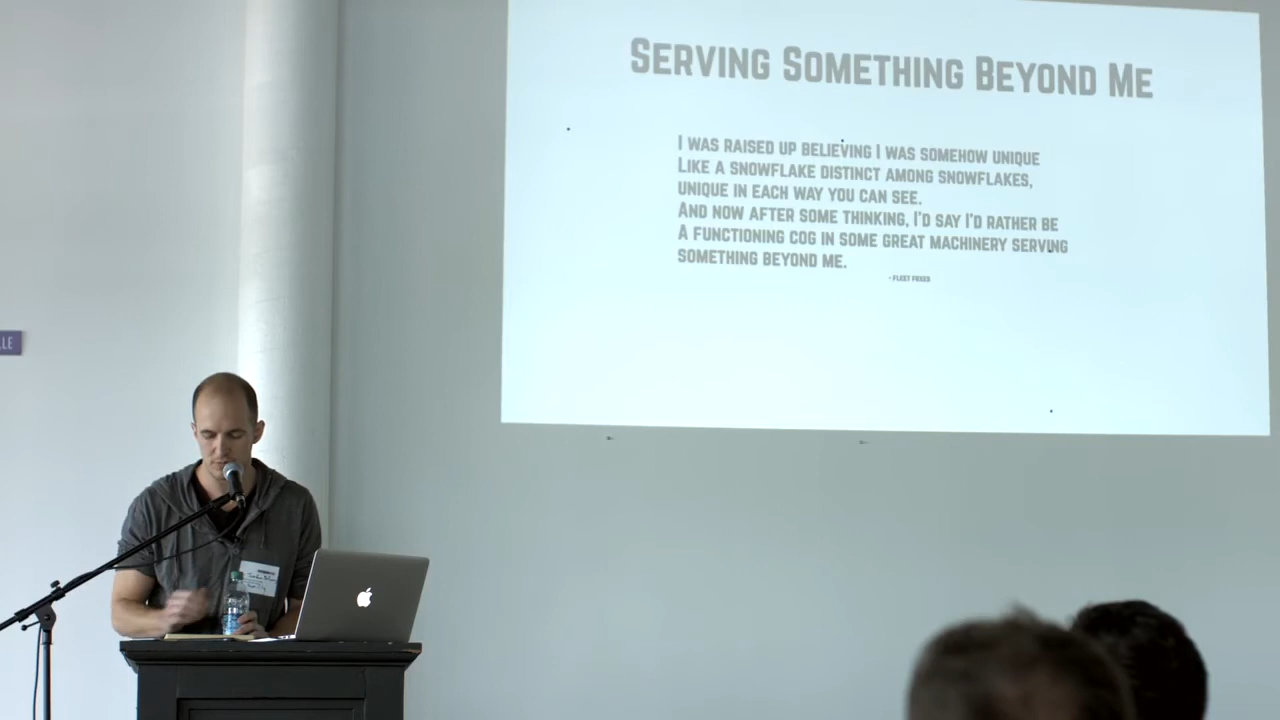 Serving Something Beyond Me
I was raised up believing I was somehow unique
Like a snowflake distinct among snowflakes,
unique in each way you can see.
And now after some thinking, I'd say I'd rather be
A functioning cog in some great machinery serving
something beyond me.
- Fleet Foxes
LLE